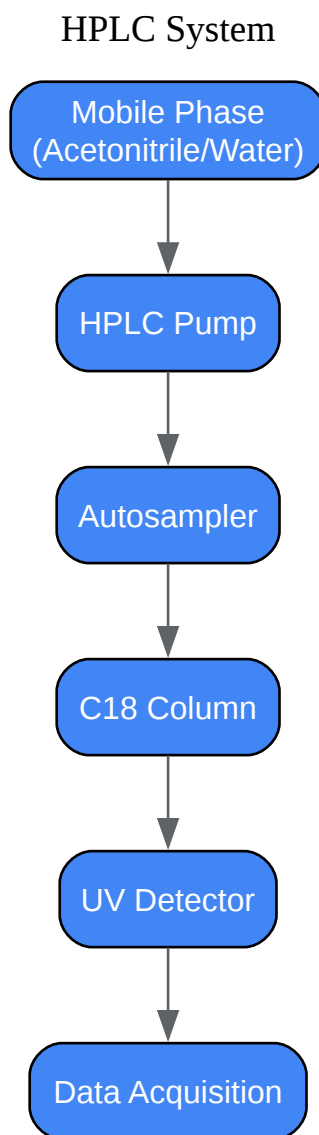 HPLC System
Mobile Phase
(Acetonitrile/Water)
HPLC Pump
Autosampler
C18 Column
UV Detector
Data Acquisition